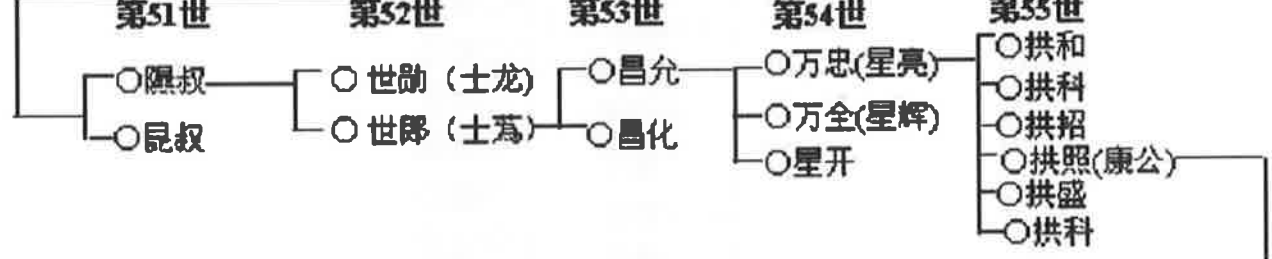 第51世 第52世 第53世 第54世 第55世
○隰叔 ○世勋（士龙) ○昌允 ○万忠(星亮) ○拱和
○昆叔 ○世郧（士蒍） ○昌化 ○万全(星辉) ○拱科
○星开 ○拱招
○拱照(康公)
○拱盛
○拱科